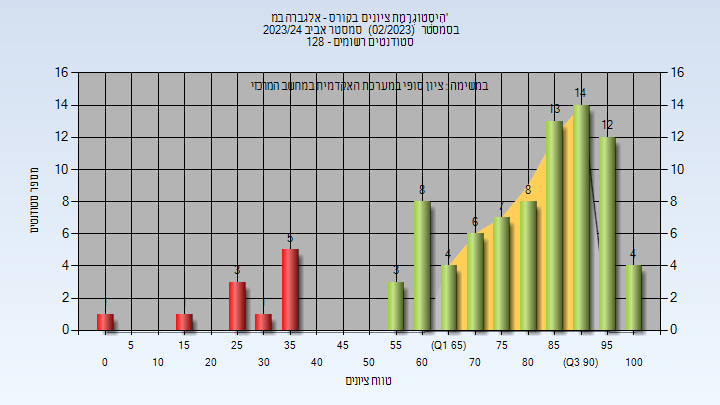 היסטוגרמת ציונים בקורס - אלגברה במ'
בסמסטר (02/2023) סמסטר אביב 2023/24
סטודנטים רשומים - 128
במשימה : ציון סופי במערכת האקדמית במחשב המרכזי
מספר סטודנטים
16 16
14 14
12 12
10 10
8 8
6 6
4 4
2 2
0 0
1 1 3 1 5 3 8 4 6 7 8 13 14 12 4
5 15 25 35 45 55 (Q1 65) 75 85 95
0 10 20 30 40 50 60 70 80 (Q3 90) 100
טווח ציונים